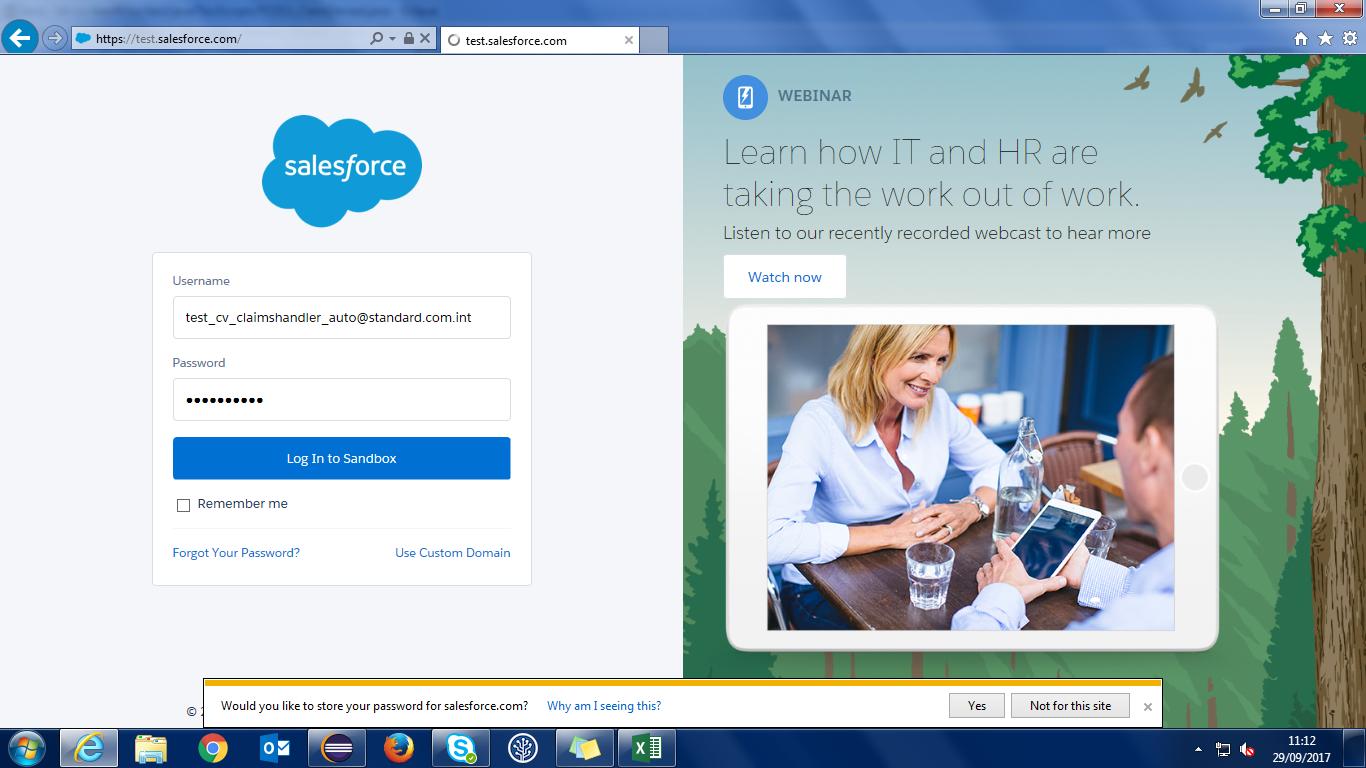 https://test.salesforce.com/
test.salesforce.com
salesforce
Username
test_cv_claimshandler_auto@standard.com.int
Password
Log In to Sandbox
Remember me
Forgot Your Password?
Use Custom Domain
WEBINAR
Learn how IT and HR are
taking the work out of work.
Listen to our recently recorded webcast to hear more
Watch now
©
Would you like to store your password for salesforce.com?
Why am I seeing this?
Yes
Not for this site
11:12
29/09/2017